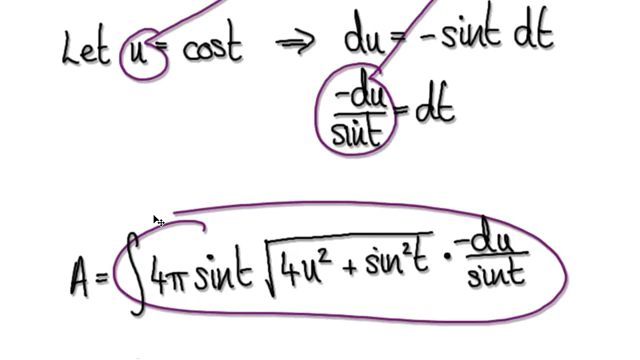 Let u = cost ⇒ du = -sint dt
-du/sint = dt
A = ∫ 4π sint √(4u² + sin²t) · -du/sint